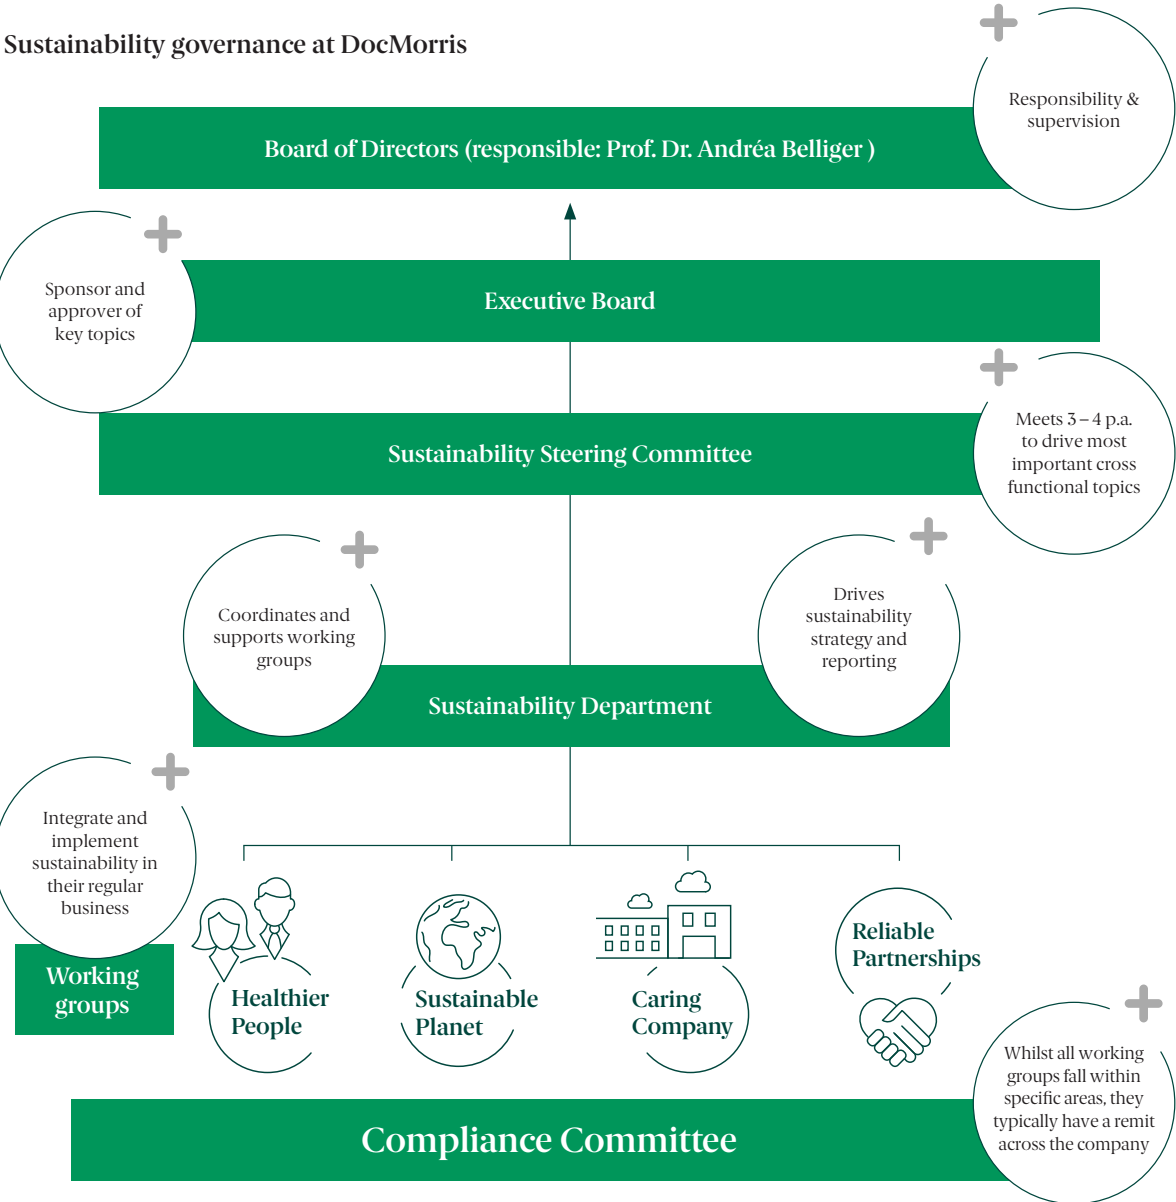 Sustainability governance at DocMorris
Responsibility &
supervision
Board of Directors (responsible: Prof. Dr. Andréa Belliger )
Sponsor and
approver of
key topics
Executive Board
Meets 3 – 4 p.a.
to drive most
important cross
functional topics
Sustainability Steering Committee
Coordinates and
supports working
groups
Drives
sustainability
strategy and
reporting
Sustainability Department
Integrate and
implement
sustainability in
their regular
business
Working
groups
Healthier
People
Sustainable
Planet
Caring
Company
Reliable
Partnerships
Whilst all working
groups fall within
specific areas, they
typically have a remit
across the company
Compliance Committee